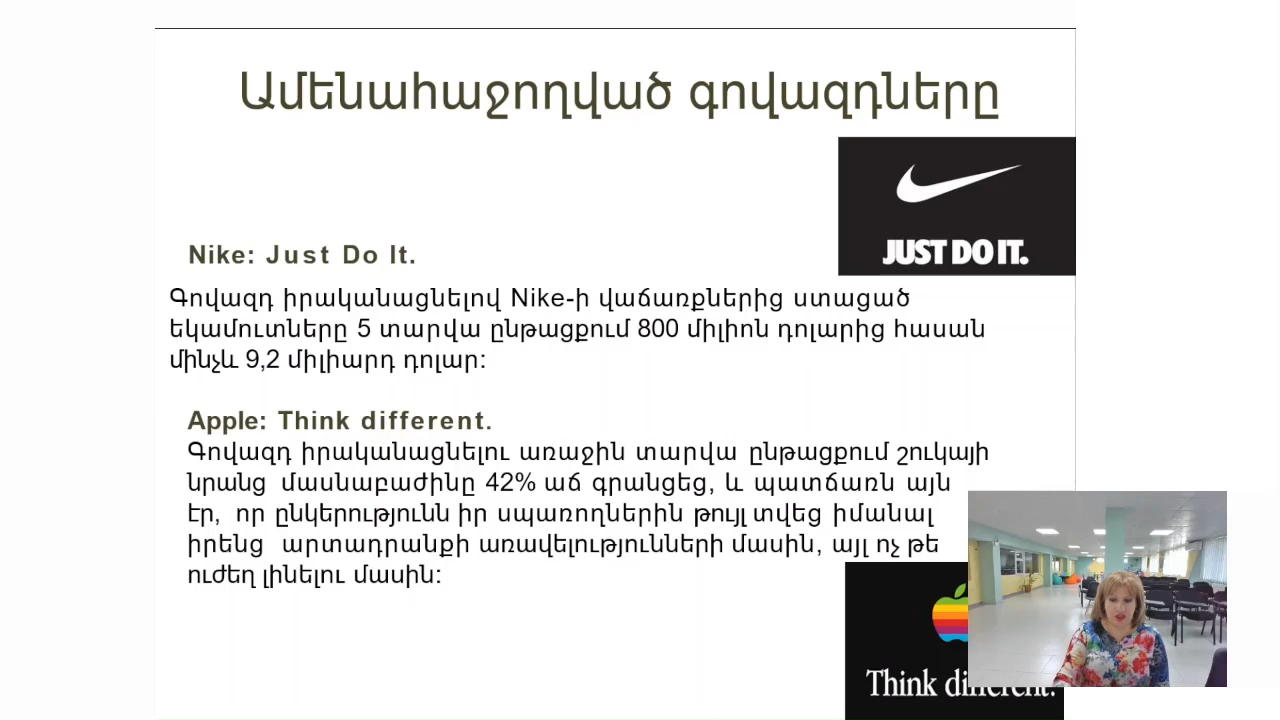 Ամենահաջողված գովազդները
JUST DO IT.
Nike: Just Do It.
Գովազդ իրականացնելով Nike-ի վաճառքներից ստացած
եկամուտները 5 տարվա ընթացքում 800 միլիոն դոլարից հասան
մինչև 9,2 միլիարդ դոլար:
Apple: Think different.
Գովազդ իրականացնելու առաջին տարվա ընթացքում շուկայի
նրանց մասնաբաժինը 42% աճ գրանցեց, և պատճառն այն
էր, որ ընկերությունն իր սպառողներին թույլ տվեց իմանալ
իրենց արտադրանքի առավելությունների մասին, այլ ոչ թե
ուժեղ լինելու մասին:
Think different.